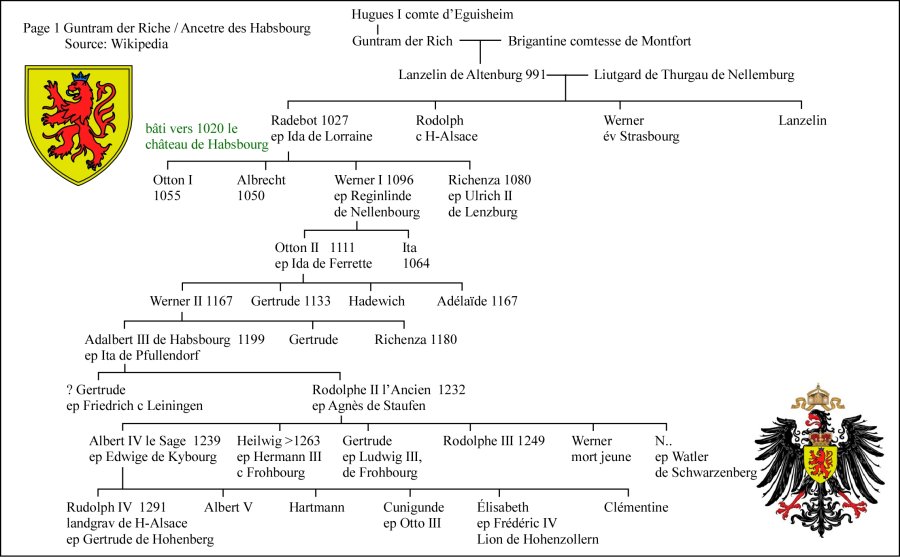 Hugues I comte d’Eguisheim
Page 1 Guntram der Riche / Ancetre des Habsbourg
Source: Wikipedia
Guntram der Rich
Brigantine comtesse de Montfort
Lanzelin de Altenburg 991
Liutgard de Thurgau de Nellemburg
bâti vers 1020 le
château de Habsbourg
Radebot 1027
ep Ida de Lorraine
Rodolph
c H-Alsace
Werner
év Strasbourg
Lanzelin
Otton I
1055
Albrecht
1050
Werner I 1096
ep Reginlinde
de Nellenbourg
Richenza 1080
ep Ulrich II
de Lenzburg
Otton II 1111
ep Ida de Ferrette
Ita
1064
Werner II 1167
Gertrude 1133
Hadewich
Adélaïde 1167
Adalbert III de Habsbourg 1199
ep Ita de Pfullendorf
Gertrude
Richenza 1180
? Gertrude
ep Friedrich c Leiningen
Rodolphe II l’Ancien 1232
ep Agnès de Staufen
Albert IV le Sage 1239
ep Edwige de Kybourg
Heilwig >1263
ep Hermann III
c Frohbourg
Gertrude
ep Ludwig III,
de Frohbourg
Rodolphe III 1249
Werner
mort jeune
N..
ep Watler
de Schwarzenberg
Rudolph IV 1291
landgrav de H-Alsace
ep Gertrude de Hohenberg
Albert V
Hartmann
Cunigunde
ep Otto III
Élisabeth
ep Frédéric IV
Lion de Hohenzollern
Clémentine